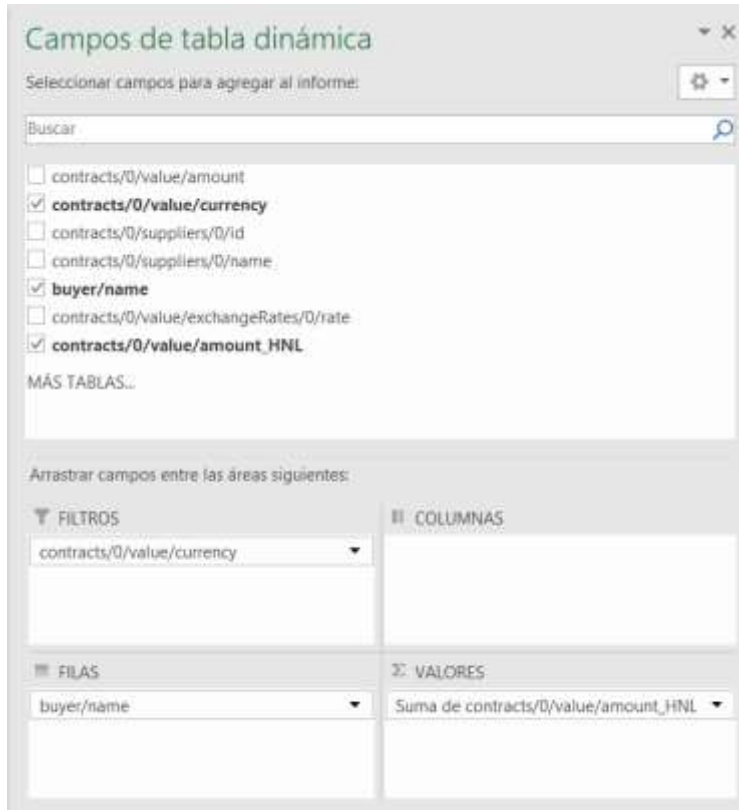 Campos de tabla dinámica
Seleccionar campos para agregar al informe:
Buscar
contracts/0/value/amount
contracts/0/value/currency
contracts/0/suppliers/0/id
contracts/0/suppliers/0/name
buyer/name
contracts/0/value/exchangeRates/0/rate
contracts/0/value/amount_HNL
MÁS TABLAS...
Arrastrar campos entre las áreas siguientes:
FILTROS
COLUMNAS
contracts/0/value/currency
FILAS
Σ VALORES
buyer/name
Suma de contracts/0/value/amount_HNL